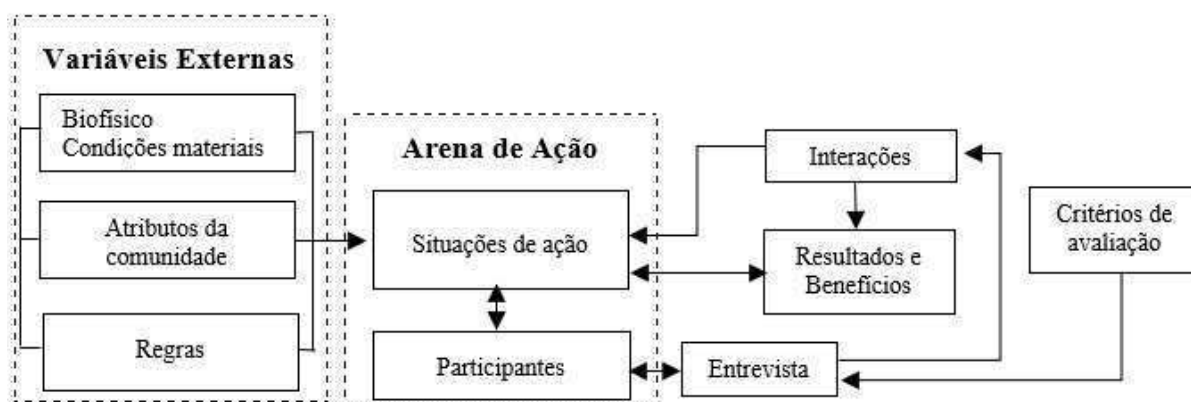 Variáveis Externas
Biofísico
Condições materiais
Atributos da
comunidade
Regras
Arena de Ação
Situações de ação
Participantes
Interações
Resultados e
Benefícios
Entrevista
Critérios de
avaliação